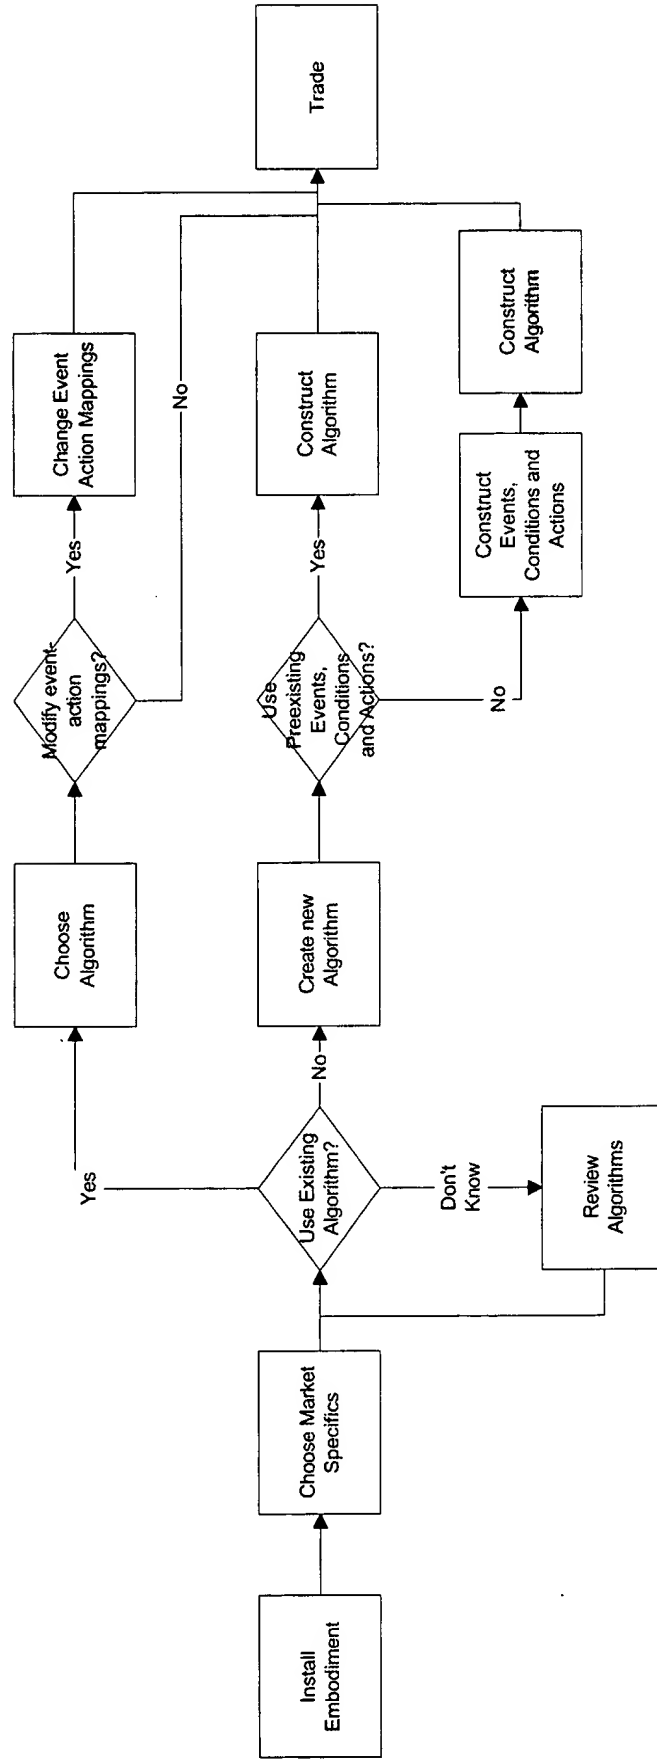 Install
Embodiment
Choose Market
Specifics
Use Existing
Algorithm?
Yes
No
Don't
Know
Review
Algorithms
Choose
Algorithm
Modify event-
action
mappings?
Yes
No
Change Event
Action Mappings
Create new
Algorithm
Use
Preexisting
Events,
Conditions
and Actions?
Yes
No
Construct
Algorithm
Construct
Events,
Conditions and
Actions
Construct
Algorithm
Trade